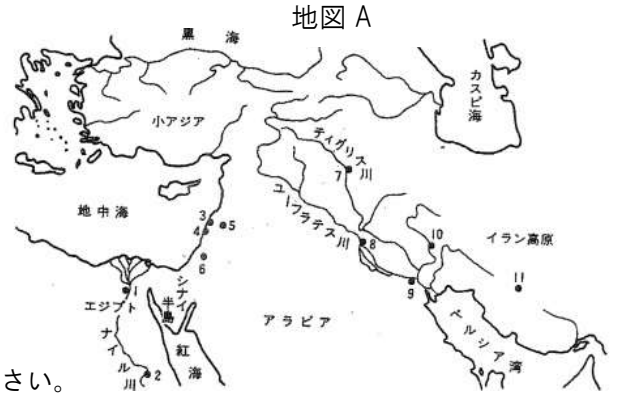 地図 A
黒海
カスピ海
小アジア
ティグリス川
7
地中海
3
4
5
ユーフラテス川
8
10
イラン高原
6
シナイ半島
1
エジプト
9
11
アラビア
ペルシア湾
ナイル川
紅海
2
さい。